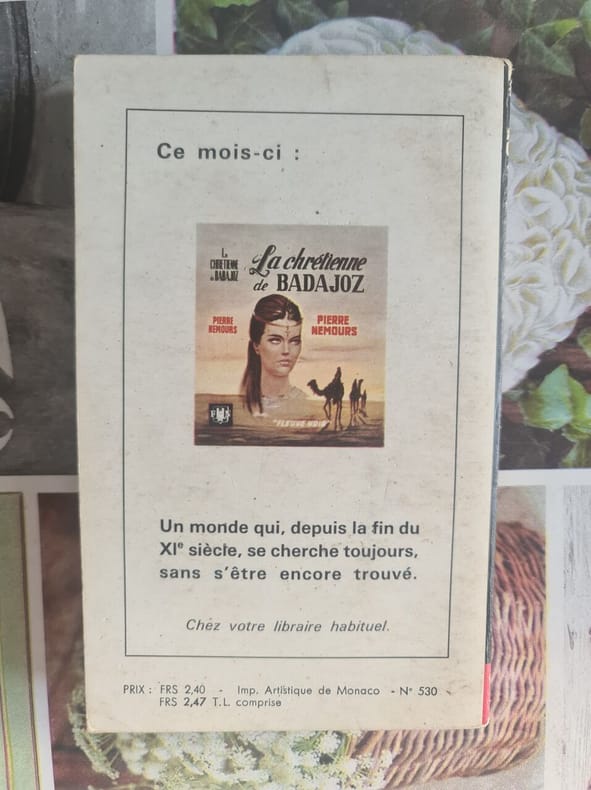 Ce mois-ci :
La
CHRÉTIENNE
de BADAJOZ
La chrétienne
de BADAJOZ
PIERRE
NEMOURS
PIERRE
NEMOURS
"FLEUVE NOIR"
Un monde qui, depuis la fin du
XIe siècle, se cherche toujours,
sans s'être encore trouvé.
Chez votre libraire habituel.
PRIX : FRS 2,40 - Imp. Artistique de Monaco - N° 530
FRS 2,47 T.L. comprise